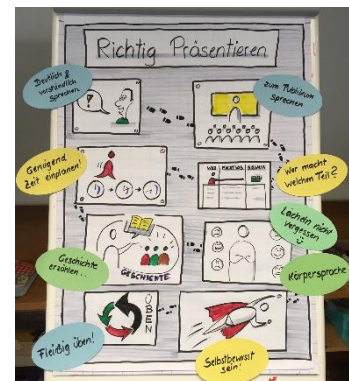 Richtig Präsentieren
Deutlich &
verständlich
Sprechen
?
zum Publikum
Sprechen
Genügend
Zeit einplanen!
WER
MACHT WAS
Wer macht
welchen Teil?
Lächeln nicht
vergessen
Geschichte
erzählen...
GESCHICHTE
Körpersprache
ÜBEN
Fleißig üben!
Selbstbewusst
sein!